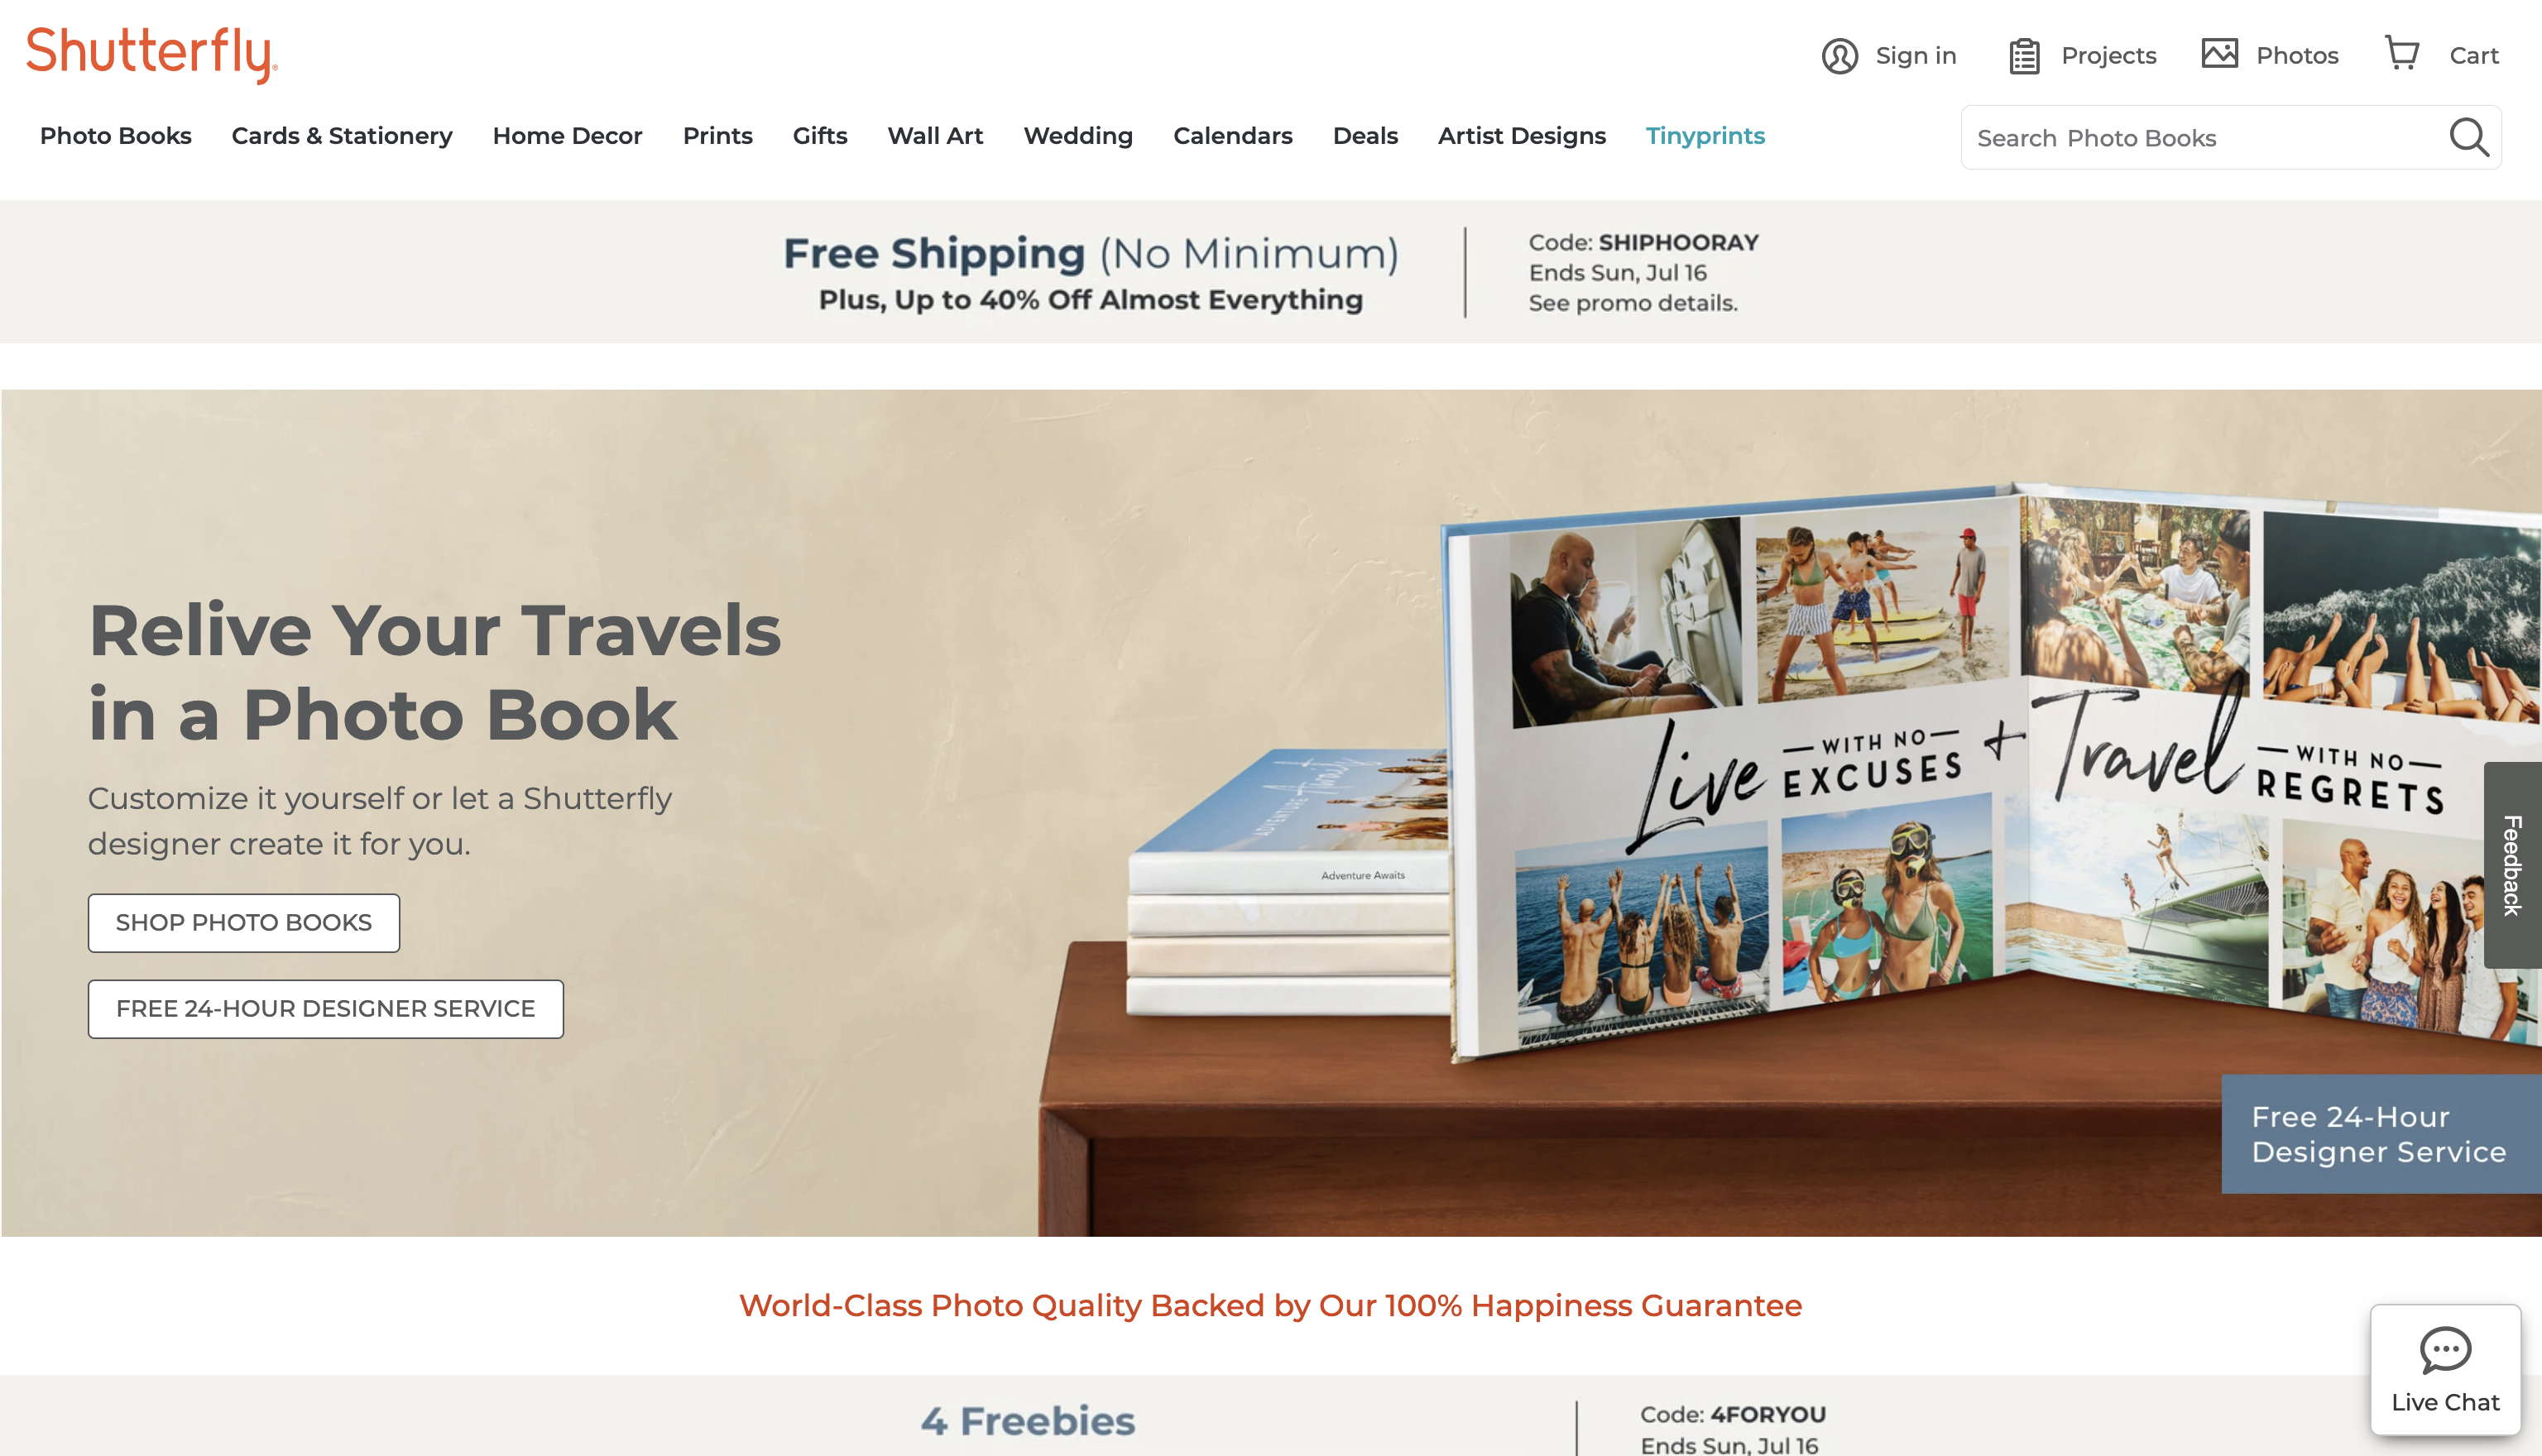 Shutterfly
Sign in
Projects
Photos
Cart
Photo Books
Cards & Stationery
Home Decor
Prints
Gifts
Wall Art
Wedding
Calendars
Deals
Artist Designs
Tinyprints
Search Photo Books
Free Shipping (No Minimum)
Plus, Up to 40% Off Almost Everything
Code: SHIPHOORAY
Ends Sun, Jul 16
See promo details.
Relive Your Travels
in a Photo Book
Customize it yourself or let a Shutterfly
designer create it for you.
SHOP PHOTO BOOKS
FREE 24-HOUR DESIGNER SERVICE
ADVENTURE Awaits
Adventure Awaits
Live WITH NO EXCUSES +
Travel WITH NO REGRETS
Feedback
Free 24-Hour
Designer Service
World-Class Photo Quality Backed by Our 100% Happiness Guarantee
4 Freebies
Code: 4FORYOU
Ends Sun, Jul 16
Live Chat